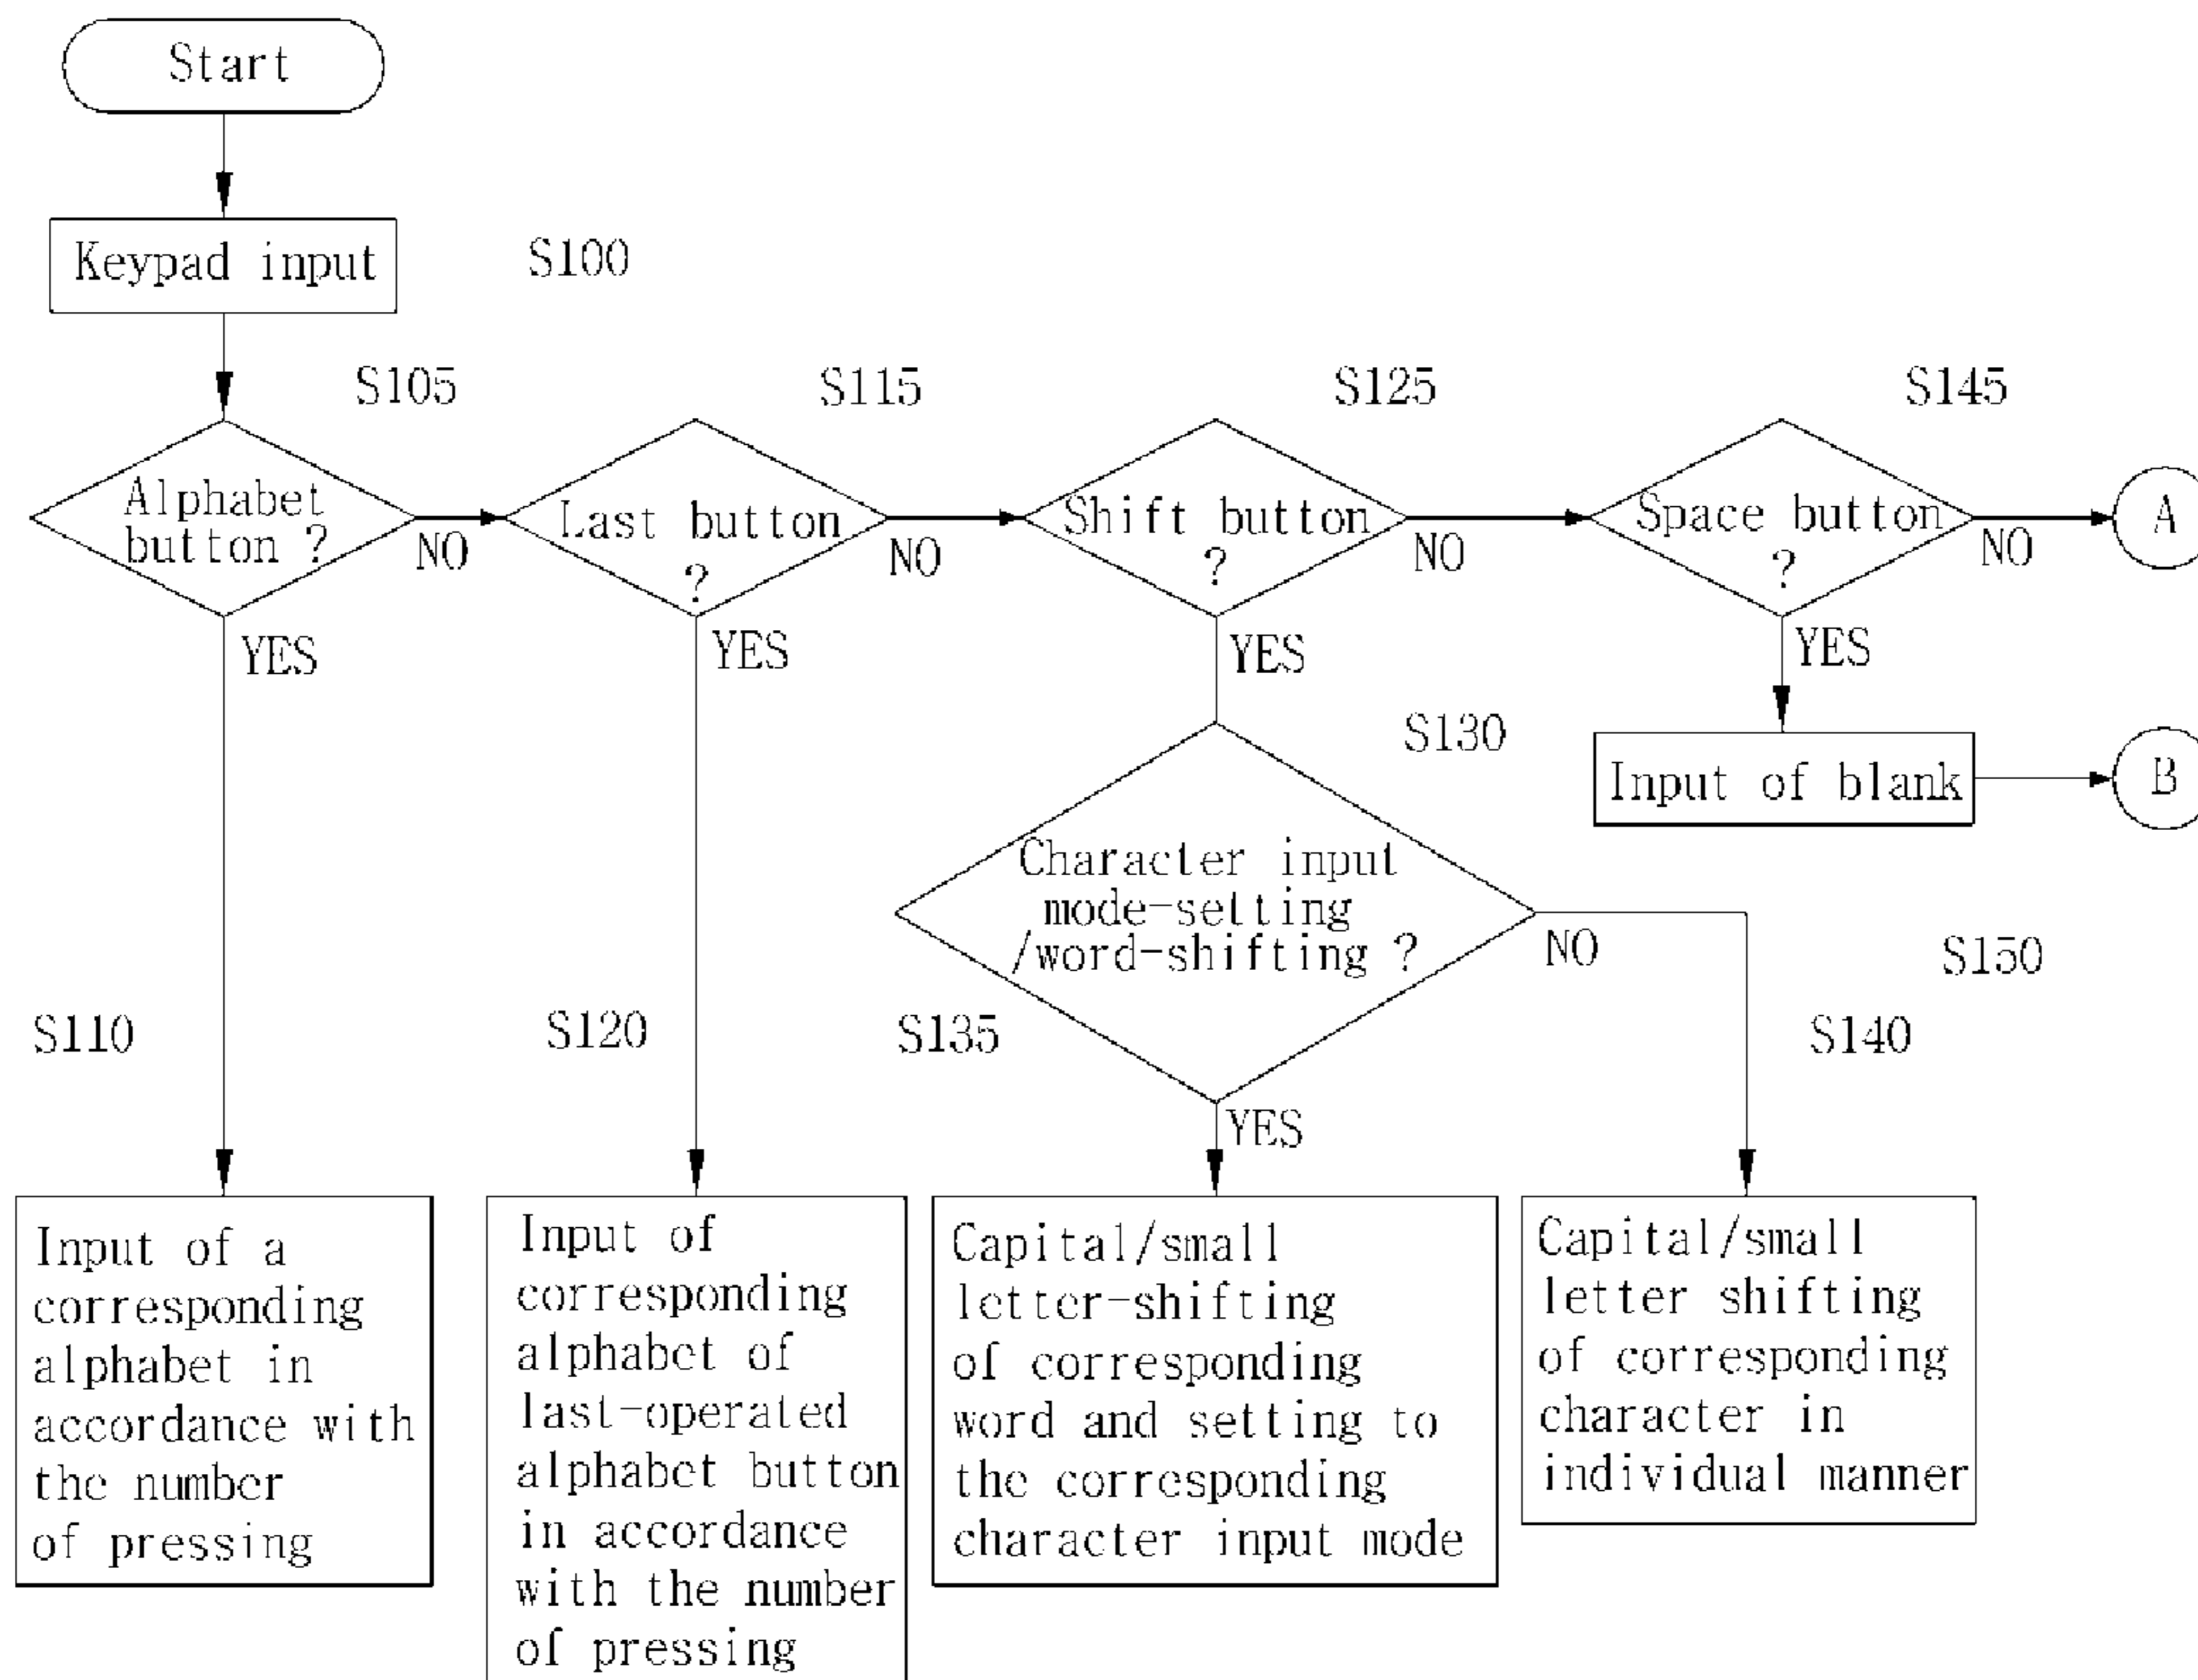 Start
Keypad input
S100
S105
S115
S125
S145
Alphabet
button ?
NO
Last button
?
NO
Shift button
?
NO
Space button
?
NO
A
YES
YES
YES
YES
S130
Input of blank
B
Character input
mode-setting
/word-shifting ?
NO
S150
S110
S120
S135
S140
YES
Input of a
corresponding
alphabet in
accordance with
the number
of pressing
Input of
corresponding
alphabet of
last-operated
alphabet button
in accordance
with the number
of pressing
Capital/small
letter-shifting
of corresponding
word and setting to
the corresponding
character input mode
Capital/small
letter shifting
of corresponding
character in
individual manner